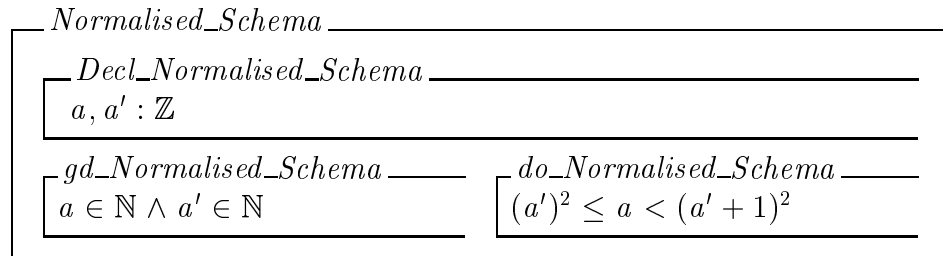 Normalised_Schema
Decl_Normalised_Schema
a, a′ : ℤ
gd_Normalised_Schema
do_Normalised_Schema
a ∈ ℕ ∧ a′ ∈ ℕ
(a′)² ≤ a < (a′ + 1)²